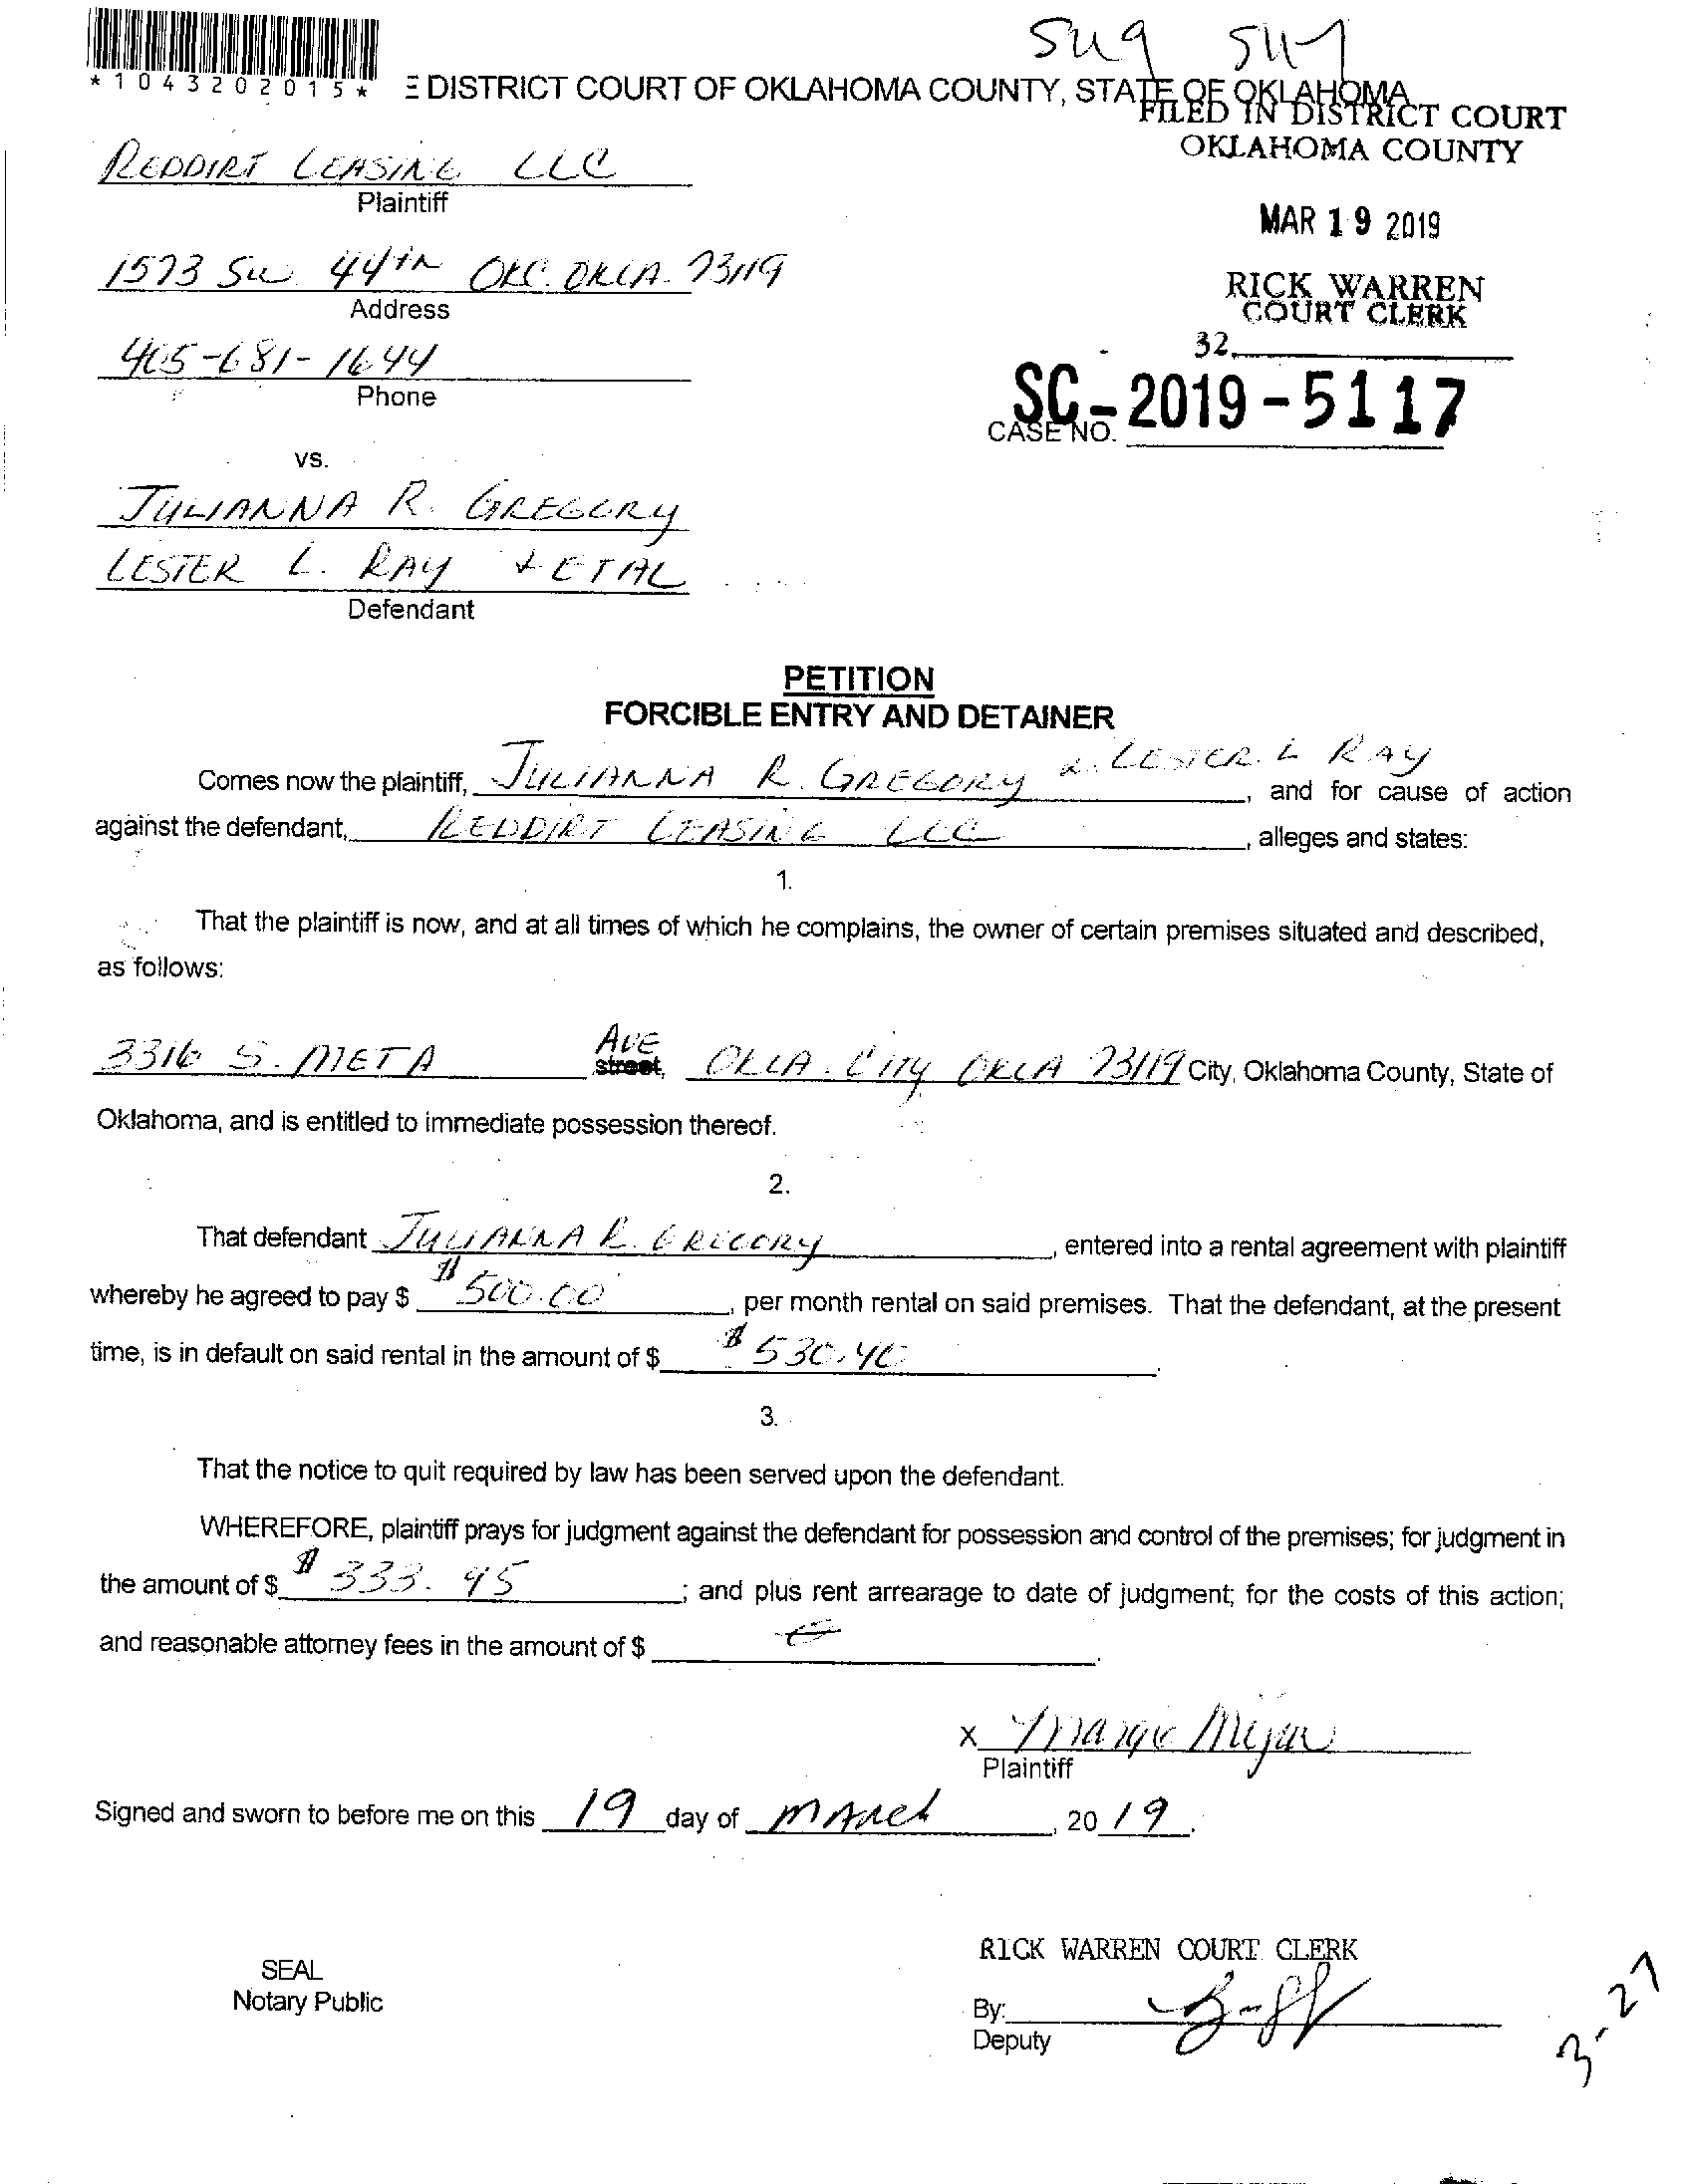 *1043202015*
E DISTRICT COURT OF OKLAHOMA COUNTY, STATE OF OKLAHOMA
FILED IN DISTRICT COURT
OKLAHOMA COUNTY
REDDIRT LEASING LLC
Plaintiff
MAR 19 2019
1573 SW 44th OKC. OKLA. 73119
Address
RICK WARREN
COURT CLERK
405-681-1644
Phone
32
SC-2019-5117
CASE NO.
vs.
JULIANNA R. GREGORY
LESTER L. RAY & ETAL
Defendant
PETITION
FORCIBLE ENTRY AND DETAINER
Comes now the plaintiff, JULIANNA R. GREGORY & LESTER. L RAY, and for cause of action
against the defendant, REDDIRT LEASING LLC, alleges and states:
1.
That the plaintiff is now, and at all times of which he complains, the owner of certain premises situated and described,
as follows:
3316 S. META AVE street, OKLA. CITY OKLA 73119 City, Oklahoma County, State of
Oklahoma, and is entitled to immediate possession thereof.
2.
That defendant JULIANNA R. GREGORY, entered into a rental agreement with plaintiff
whereby he agreed to pay $ $500.00, per month rental on said premises. That the defendant, at the present
time, is in default on said rental in the amount of $ $530.40.
3.
That the notice to quit required by law has been served upon the defendant.
WHEREFORE, plaintiff prays for judgment against the defendant for possession and control of the premises; for judgment in
the amount of $ $333.95; and plus rent arrearage to date of judgment; for the costs of this action;
and reasonable attorney fees in the amount of $
x Margie
Plaintiff
Signed and sworn to before me on this 19 day of March, 2019.
RICK WARREN COURT CLERK
SEAL
Notary Public
By:
Deputy
3-27